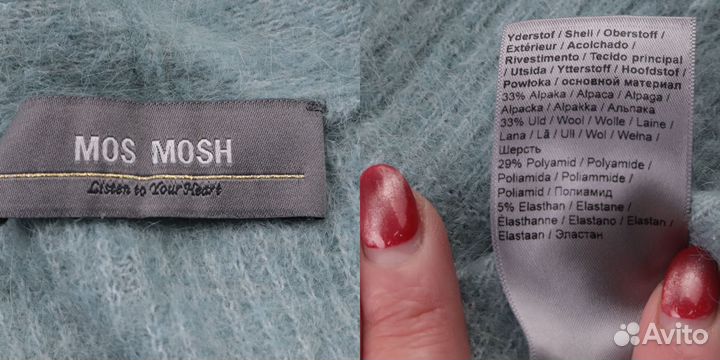 MOS MOSH
Listen to Your Heart
Yderstof / Shell / Oberstoff /
Extérieur / Acolchado /
Rivestimento / Tecido principal
/ Utsida / Ytterstoff / Hoofdstof /
Powłoka / основной материал
33% Alpaka / Alpaca / Alpaga /
Alpacka / Alpakka / Альпака
33% Uld / Wool / Wolle / Laine /
Lana / Lã / Ull / Wol / Wełna /
Шерсть
29% Polyamid / Polyamide /
Poliamida / Poliammide /
Poliamid / Полиамид
5% Elasthan / Elastane /
Élasthanne / Elastano / Elastan /
Elastaan / Эластан
Avito